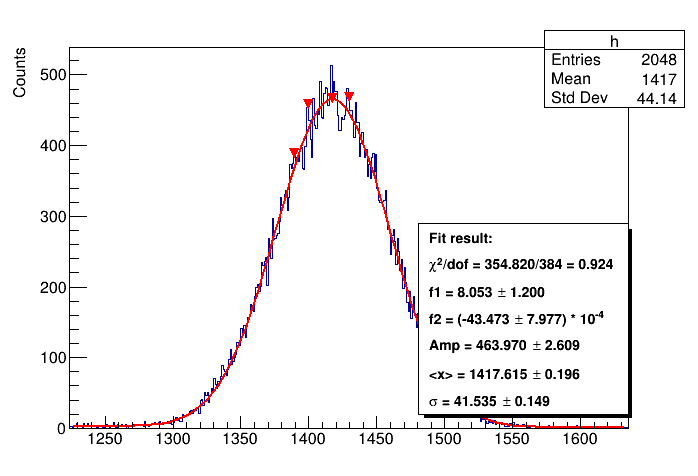 h
Entries 2048
Mean 1417
Std Dev 44.14
Counts
500
400
300
200
100
0
Fit result:
χ²/dof = 354.820/384 = 0.924
f1 = 8.053 ± 1.200
f2 = (-43.473 ± 7.977) * 10⁻⁴
Amp = 463.970 ± 2.609
<x> = 1417.615 ± 0.196
σ = 41.535 ± 0.149
1250 1300 1350 1400 1450 1500 1550 1600